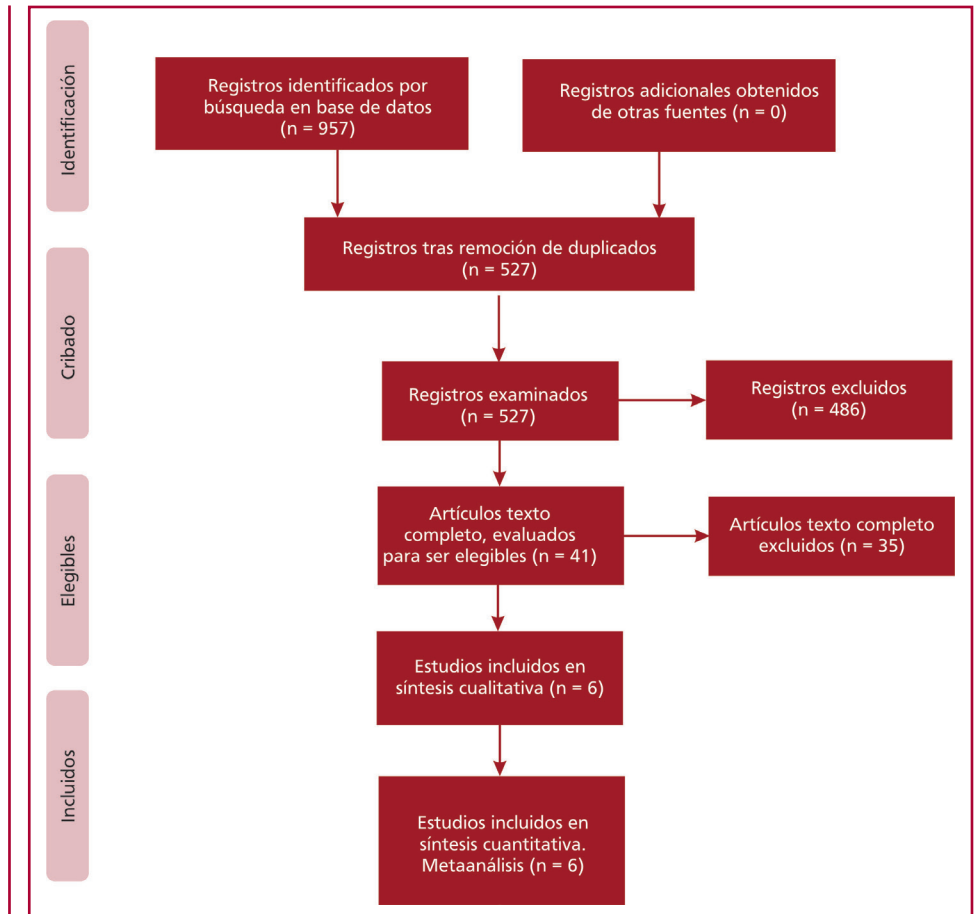 Identificación
Registros identificados por
búsqueda en base de datos
(n = 957)
Registros adicionales obtenidos
de otras fuentes (n = 0)
Registros tras remoción de duplicados
(n = 527)
Cribado
Registros examinados
(n = 527)
Registros excluidos
(n = 486)
Elegibles
Artículos texto
completo, evaluados
para ser elegibles (n = 41)
Artículos texto completo
excluidos (n = 35)
Estudios incluidos en
síntesis cualitativa (n = 6)
Incluidos
Estudios incluidos en
síntesis cuantitativa.
Metaanálisis (n = 6)